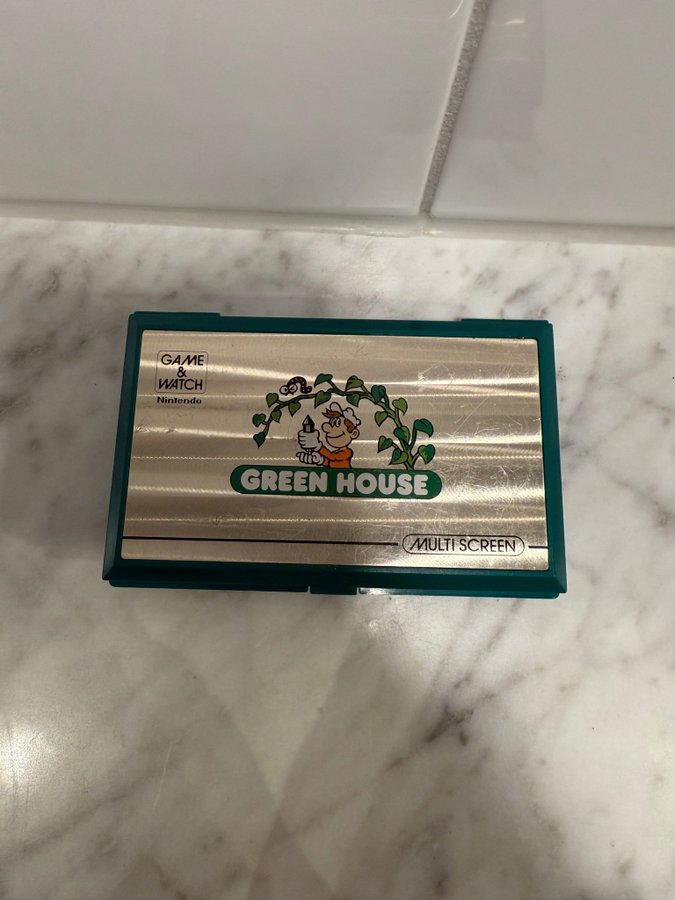 GAME
&
WATCH
Nintendo
GREEN HOUSE
MULTI SCREEN